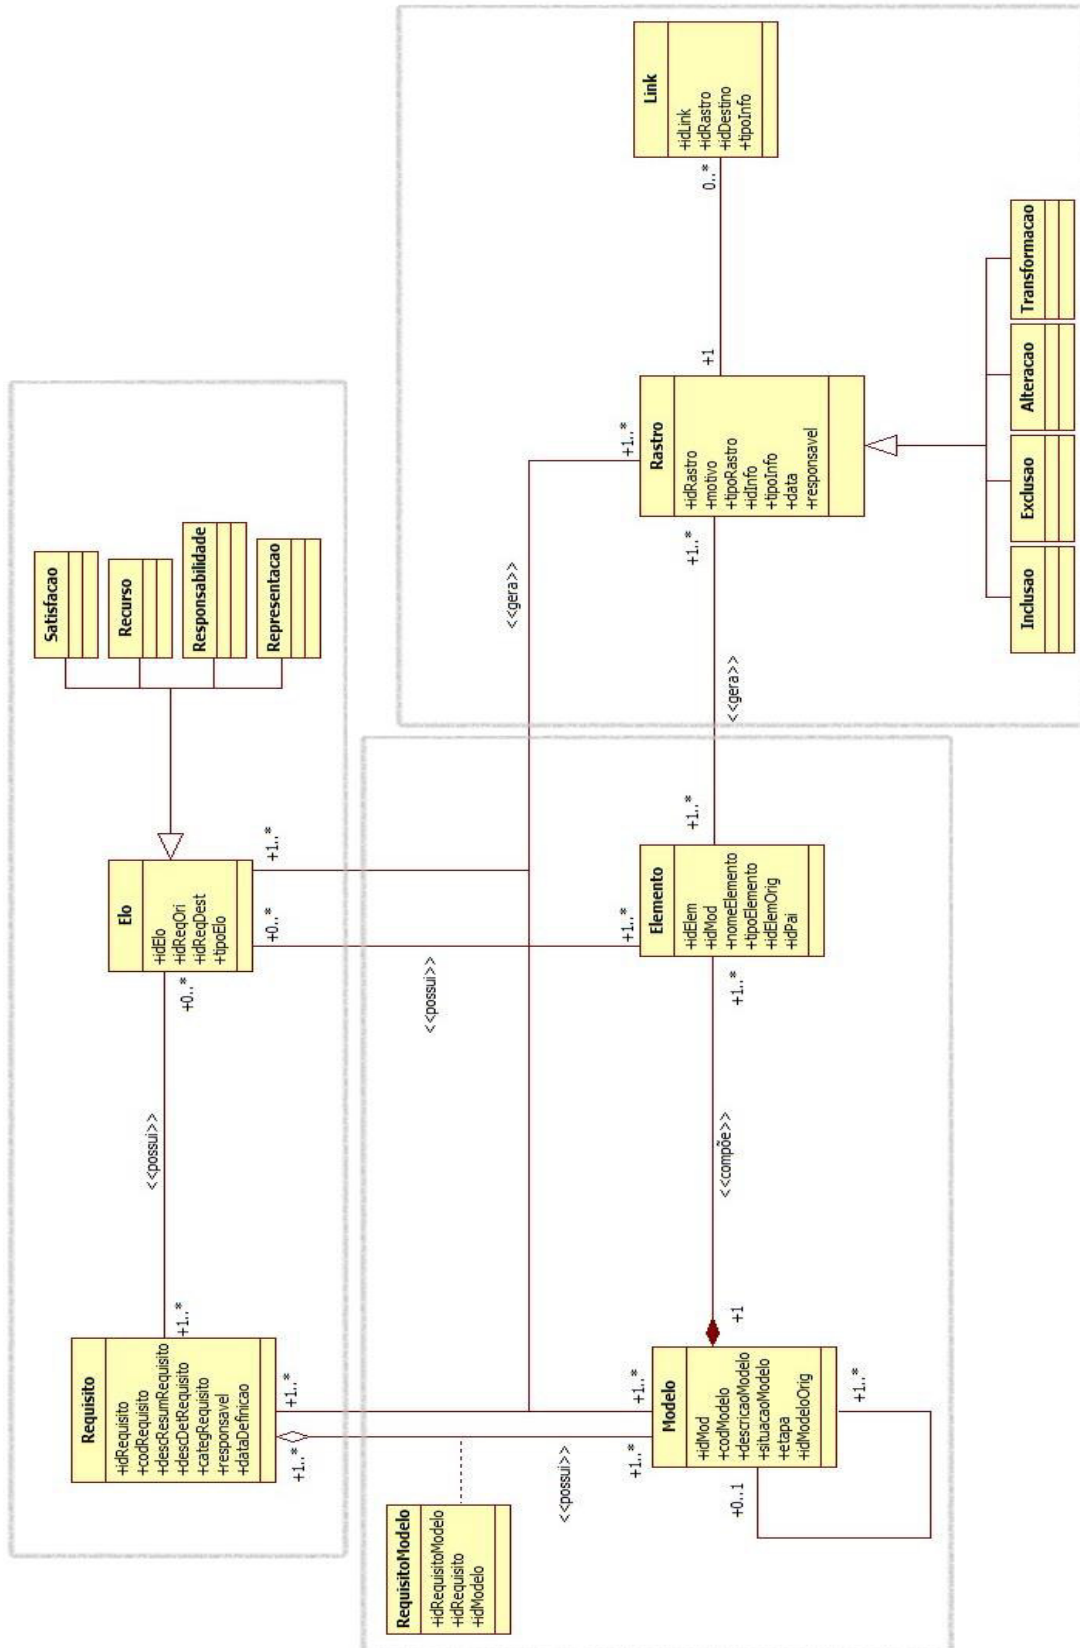 Link
+idLink
+idRastro
+idDestino
+tipoInfo
0..*
+1
Rastro
+idRastro
+motivo
+tipoRastro
+idInfo
+tipoInfo
+data
+responsavel
+1..*
+1..*
Transformacao
Alteracao
Exclusao
Inclusao
<<gera>>
<<gera>>
Satisfacao
Recurso
Responsabilidade
Representacao
Elo
+idElo
+idReqOri
+idReqDest
+tipoElo
+1..*
+0..*
+0..*
<<possui>>
<<possui>>
Elemento
+idElem
+idMod
+nomeElemento
+tipoElemento
+idElemOrig
+idPai
+1..*
+1..*
+1..*
<<compõe>>
Requisito
+idRequisito
+codRequisito
+descResumRequisito
+descDetRequisito
+categRequisito
+responsavel
+dataDefinicao
+1..*
+1..*
+1..*
RequisitoModelo
+idRequisitoModelo
+idRequisito
+idModelo
<<possui>>
Modelo
+idMod
+codModelo
+descricaoModelo
+situacaoModelo
+etapa
+idModeloOrig
+1..*
+1..*
+1
+1..*
+0..1